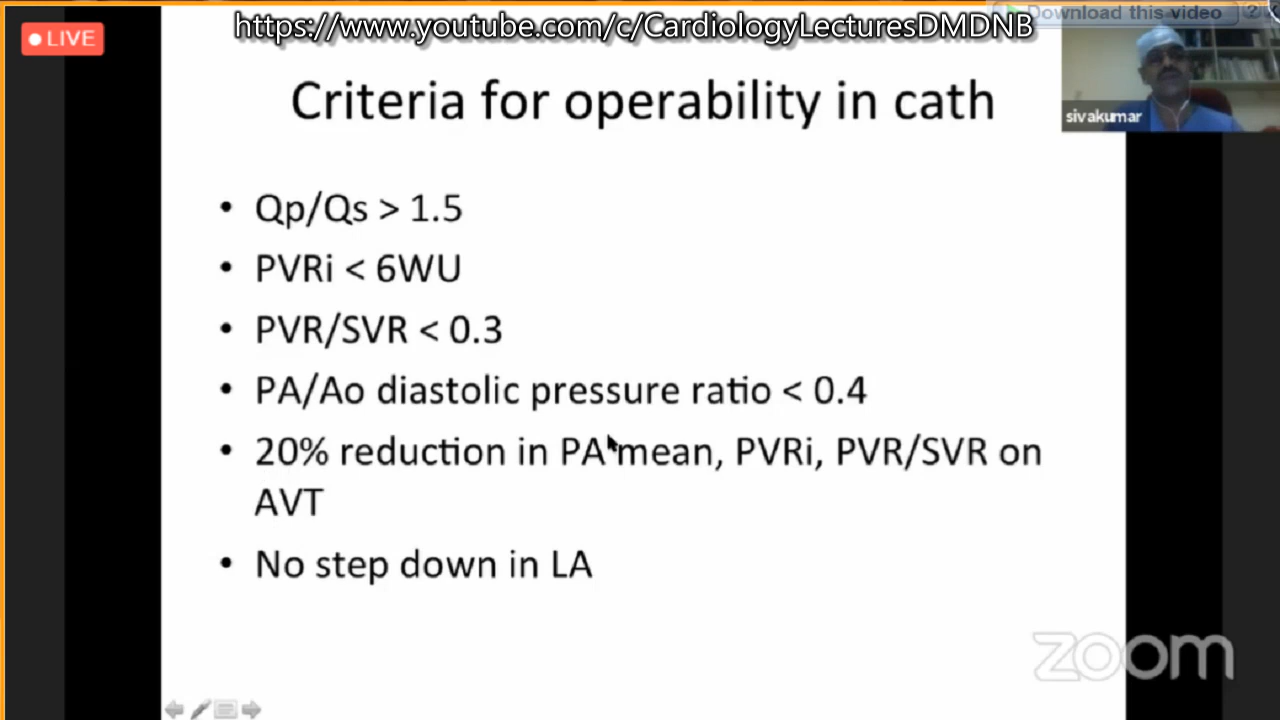 LIVE
https://www.youtube.com/c/CardiologyLecturesDMDNB
Download this video
sivakumar
Criteria for operability in cath
• Qp/Qs > 1.5
• PVRi < 6WU
• PVR/SVR < 0.3
• PA/Ao diastolic pressure ratio < 0.4
• 20% reduction in PA mean, PVRi, PVR/SVR on
AVT
• No step down in LA
zoom